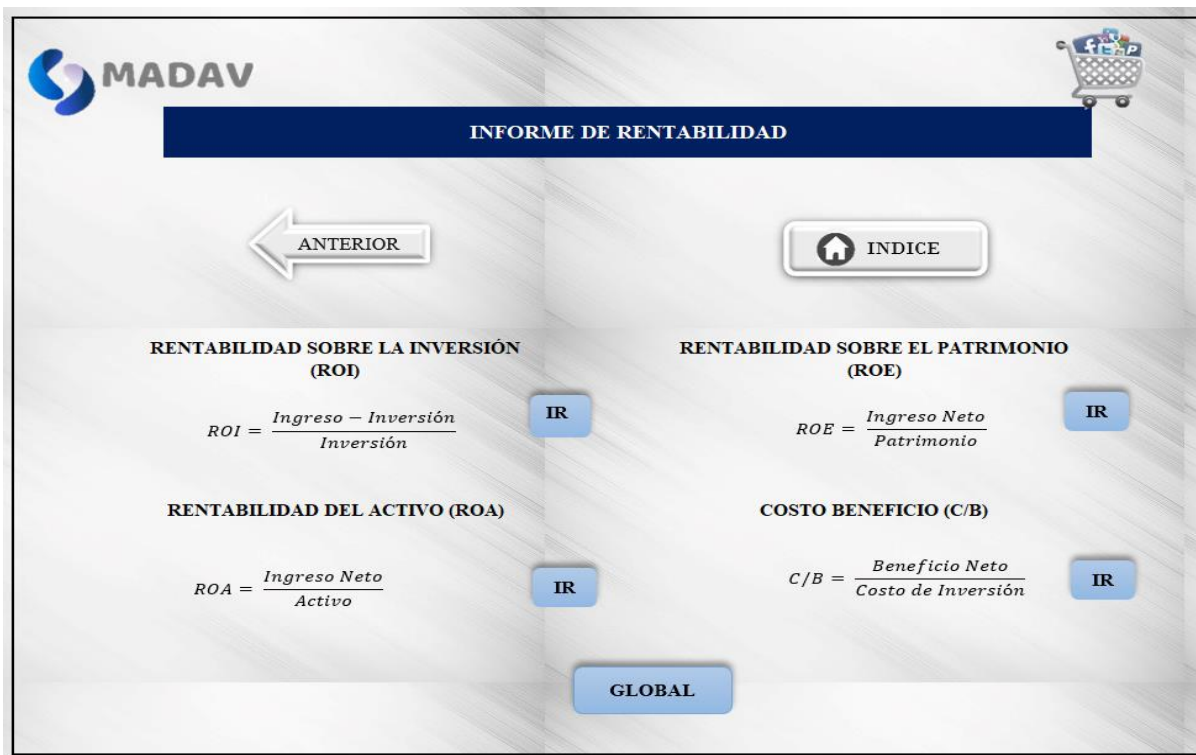 MADAV
INFORME DE RENTABILIDAD
ANTERIOR
INDICE
RENTABILIDAD SOBRE LA INVERSIÓN
(ROI)
ROI = Ingreso − Inversión / Inversión
IR
RENTABILIDAD SOBRE EL PATRIMONIO
(ROE)
ROE = Ingreso Neto / Patrimonio
IR
RENTABILIDAD DEL ACTIVO (ROA)
ROA = Ingreso Neto / Activo
IR
COSTO BENEFICIO (C/B)
C/B = Beneficio Neto / Costo de Inversión
IR
GLOBAL